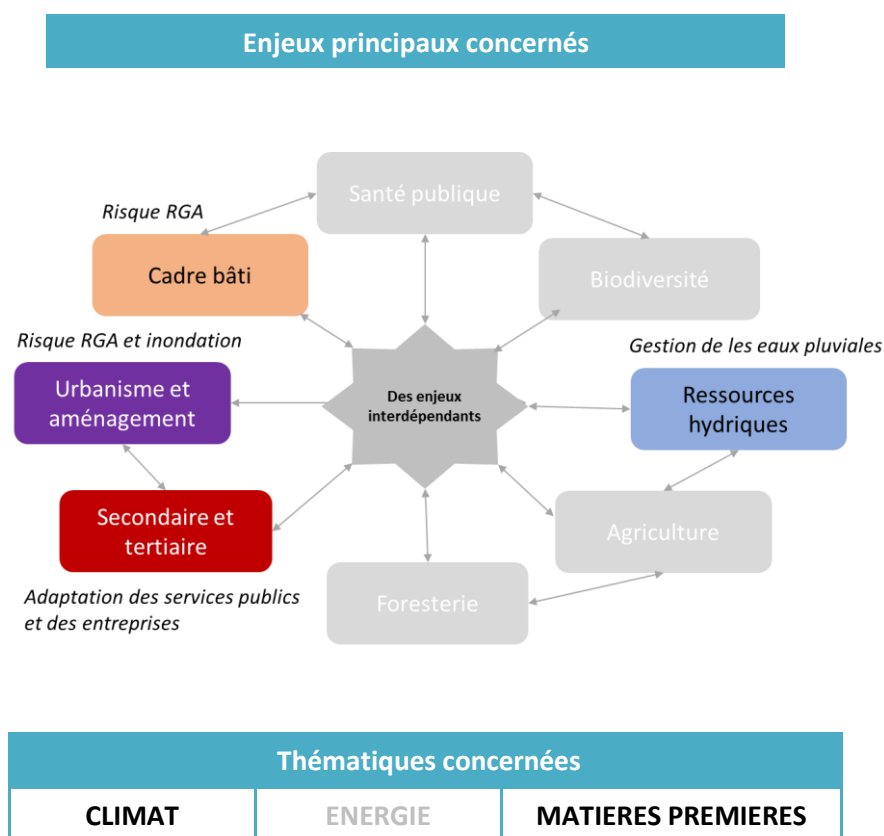 Enjeux principaux concernés
Santé publique
Risque RGA
Cadre bâti
Biodiversité
Risque RGA et inondation
Gestion de les eaux pluviales
Urbanisme et
aménagement
Des enjeux
interdépendants
Ressources
hydriques
Secondaire et
tertiaire
Agriculture
Adaptation des services publics
et des entreprises
Foresterie
Thématiques concernées
CLIMAT
ENERGIE
MATIERES PREMIERES